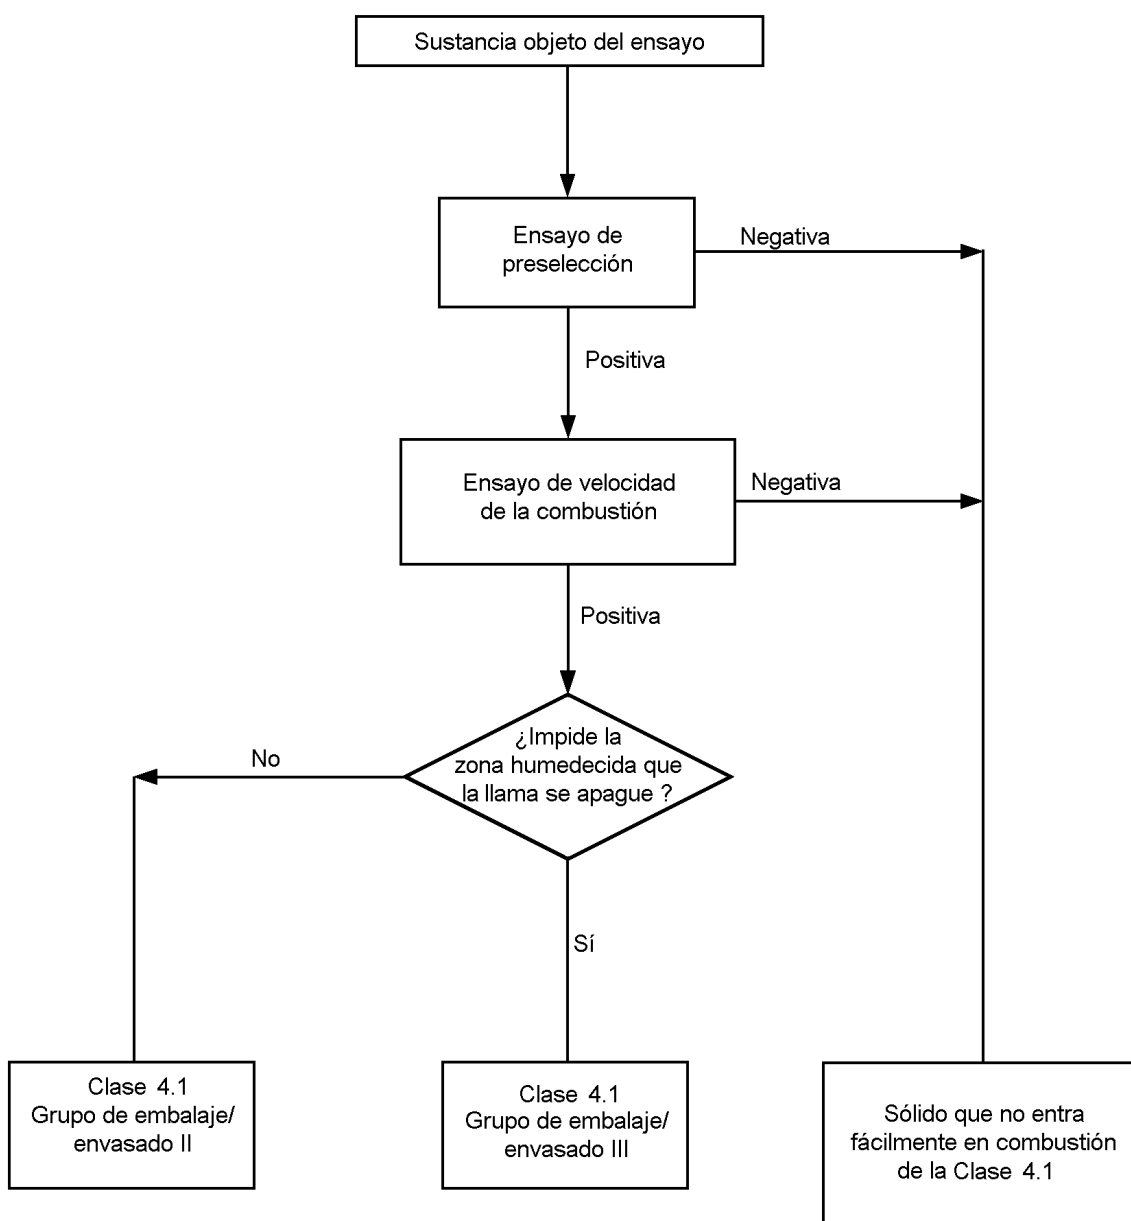 Sustancia objeto del ensayo
Ensayo de
preselección
Negativa
Positiva
Ensayo de velocidad
de la combustión
Negativa
Positiva
¿Impide la
zona humedecida que
la llama se apague ?
No
Sí
Clase 4.1
Grupo de embalaje/
envasado II
Clase 4.1
Grupo de embalaje/
envasado III
Sólido que no entra
fácilmente en combustión
de la Clase 4.1